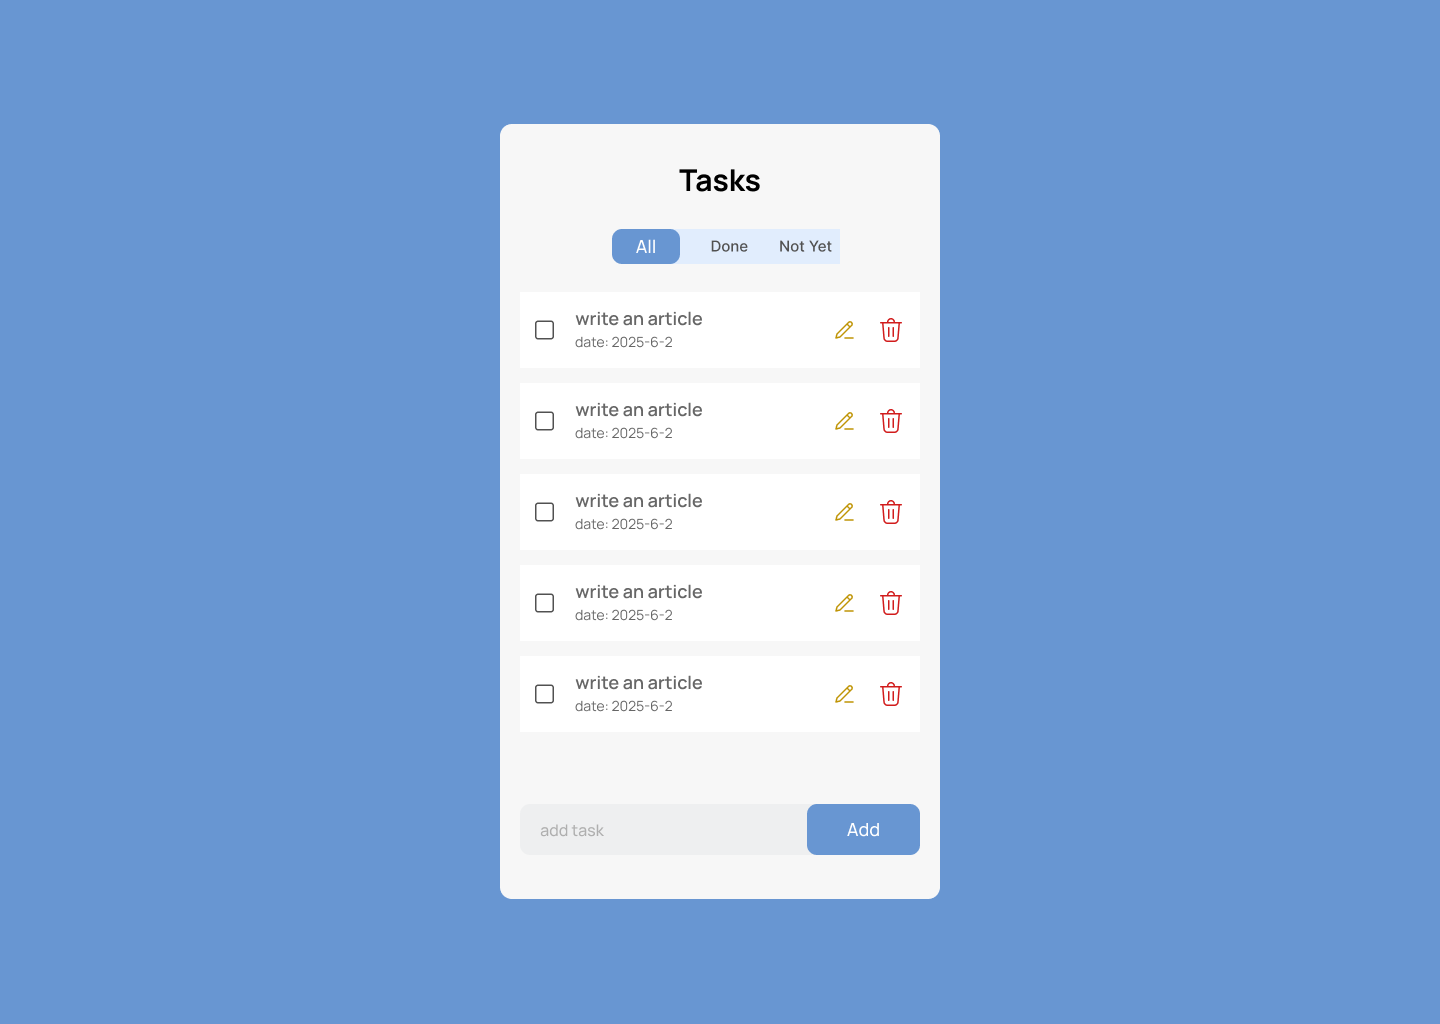 Tasks
All Done Not Yet
write an article
date: 2025-6-2
write an article
date: 2025-6-2
write an article
date: 2025-6-2
write an article
date: 2025-6-2
write an article
date: 2025-6-2
add task Add